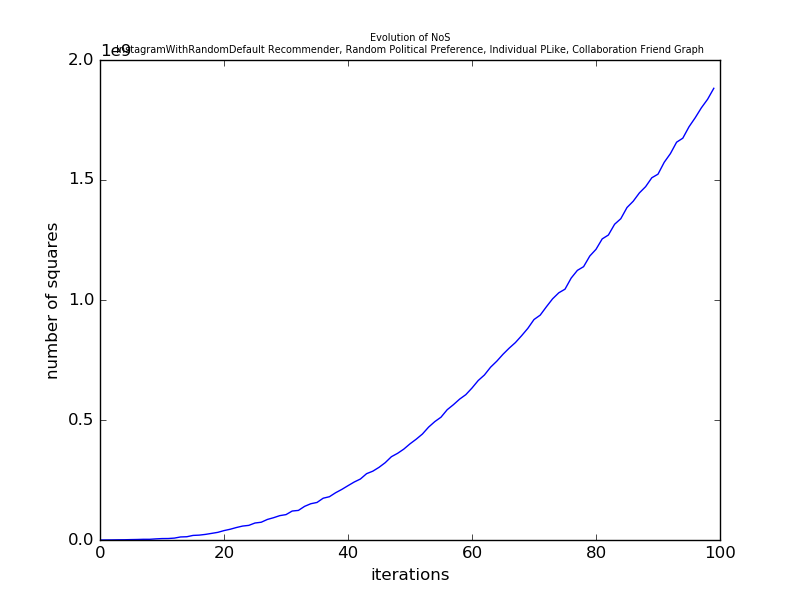 Evolution of NoS
InstagramWithRandomDefault Recommender, Random Political Preference, Individual PLike, Collaboration Friend Graph
1e9
2.0
1.5
1.0
0.5
0.0
number of squares
0 20 40 60 80 100
iterations